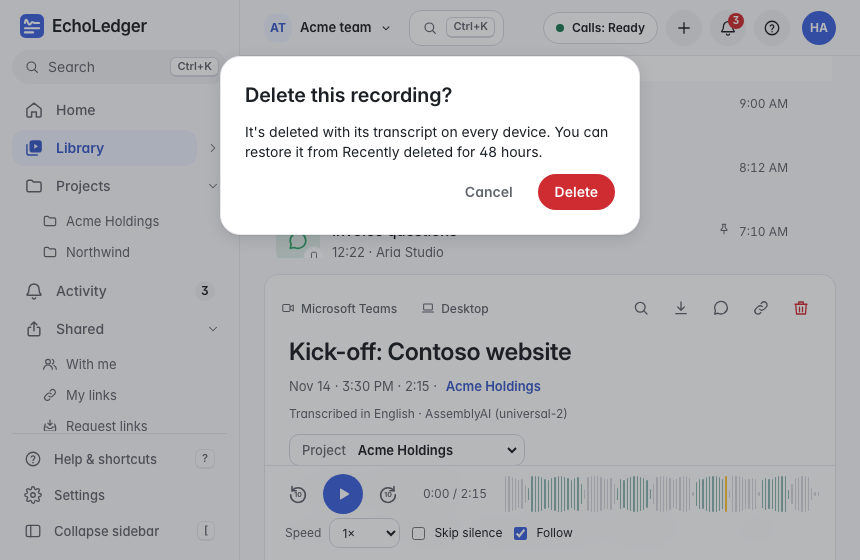 EchoLedger
AT Acme team
Ctrl+K
Calls: Ready
3
HA
Search Ctrl+K
Home
Library
Projects
Acme Holdings
Northwind
Activity 3
Shared
With me
My links
Request links
Help & shortcuts ?
Settings
Collapse sidebar [
Delete this recording?
It's deleted with its transcript on every device. You can
restore it from Recently deleted for 48 hours.
Cancel
Delete
9:00 AM
8:12 AM
Invoice questions
7:10 AM
12:22 · Aria Studio
Microsoft Teams
Desktop
Kick-off: Contoso website
Nov 14 · 3:30 PM · 2:15 · Acme Holdings
Transcribed in English · AssemblyAI (universal-2)
Project Acme Holdings
10
10
0:00 / 2:15
Speed 1×
Skip silence
Follow